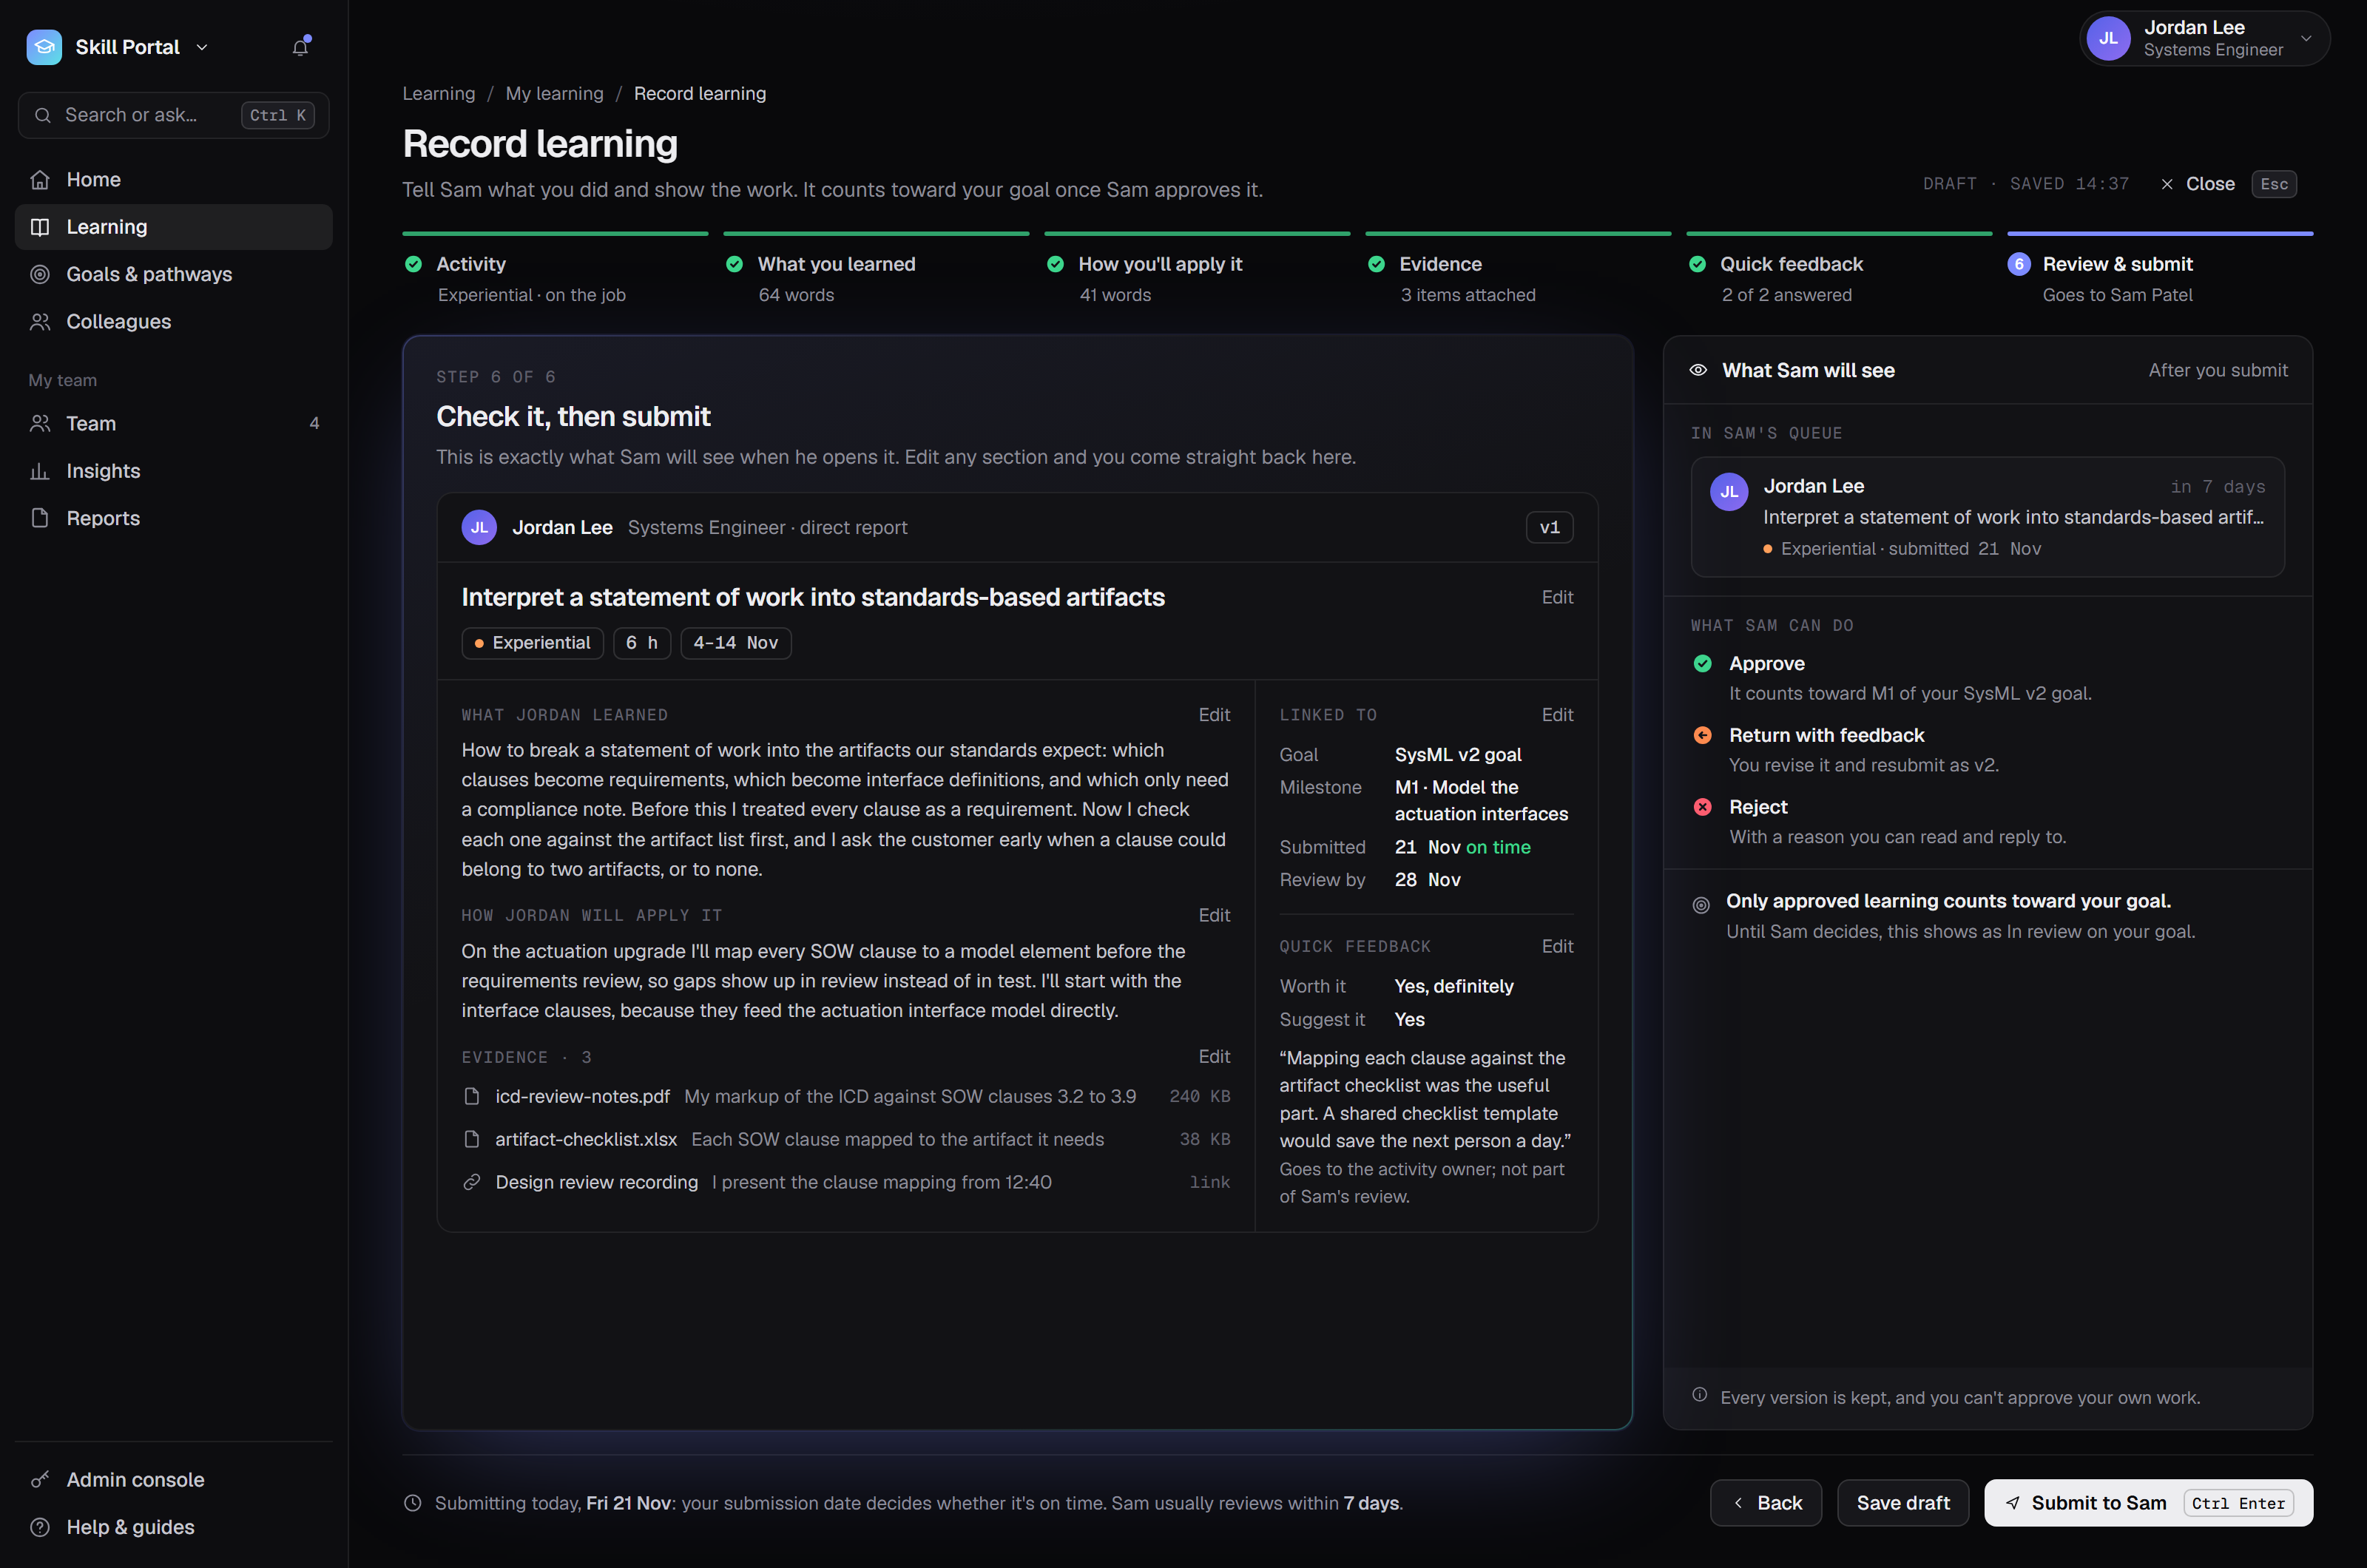 Skill Portal
Search or ask... Ctrl K
Home
Learning
Goals & pathways
Colleagues
My team
Team 4
Insights
Reports
Admin console
Help & guides
JL Jordan Lee
Systems Engineer
Learning / My learning / Record learning
Record learning
Tell Sam what you did and show the work. It counts toward your goal once Sam approves it.
DRAFT · SAVED 14:37 Close Esc
Activity
Experiential · on the job
What you learned
64 words
How you'll apply it
41 words
Evidence
3 items attached
Quick feedback
2 of 2 answered
6 Review & submit
Goes to Sam Patel
STEP 6 OF 6
Check it, then submit
This is exactly what Sam will see when he opens it. Edit any section and you come straight back here.
JL Jordan Lee Systems Engineer · direct report v1
Interpret a statement of work into standards-based artifacts Edit
Experiential 6 h 4–14 Nov
WHAT JORDAN LEARNED Edit
How to break a statement of work into the artifacts our standards expect: which
clauses become requirements, which become interface definitions, and which only need
a compliance note. Before this I treated every clause as a requirement. Now I check
each one against the artifact list first, and I ask the customer early when a clause could
belong to two artifacts, or to none.
HOW JORDAN WILL APPLY IT Edit
On the actuation upgrade I'll map every SOW clause to a model element before the
requirements review, so gaps show up in review instead of in test. I'll start with the
interface clauses, because they feed the actuation interface model directly.
EVIDENCE · 3 Edit
icd-review-notes.pdf My markup of the ICD against SOW clauses 3.2 to 3.9 240 KB
artifact-checklist.xlsx Each SOW clause mapped to the artifact it needs 38 KB
Design review recording I present the clause mapping from 12:40 link
LINKED TO Edit
Goal SysML v2 goal
Milestone M1 · Model the
actuation interfaces
Submitted 21 Nov on time
Review by 28 Nov
QUICK FEEDBACK Edit
Worth it Yes, definitely
Suggest it Yes
“Mapping each clause against the
artifact checklist was the useful
part. A shared checklist template
would save the next person a day.”
Goes to the activity owner; not part
of Sam's review.
What Sam will see After you submit
IN SAM'S QUEUE
JL Jordan Lee in 7 days
Interpret a statement of work into standards-based artif...
Experiential · submitted 21 Nov
WHAT SAM CAN DO
Approve
It counts toward M1 of your SysML v2 goal.
Return with feedback
You revise it and resubmit as v2.
Reject
With a reason you can read and reply to.
Only approved learning counts toward your goal.
Until Sam decides, this shows as In review on your goal.
Every version is kept, and you can't approve your own work.
Submitting today, Fri 21 Nov: your submission date decides whether it's on time. Sam usually reviews within 7 days.
Back Save draft Submit to Sam Ctrl Enter